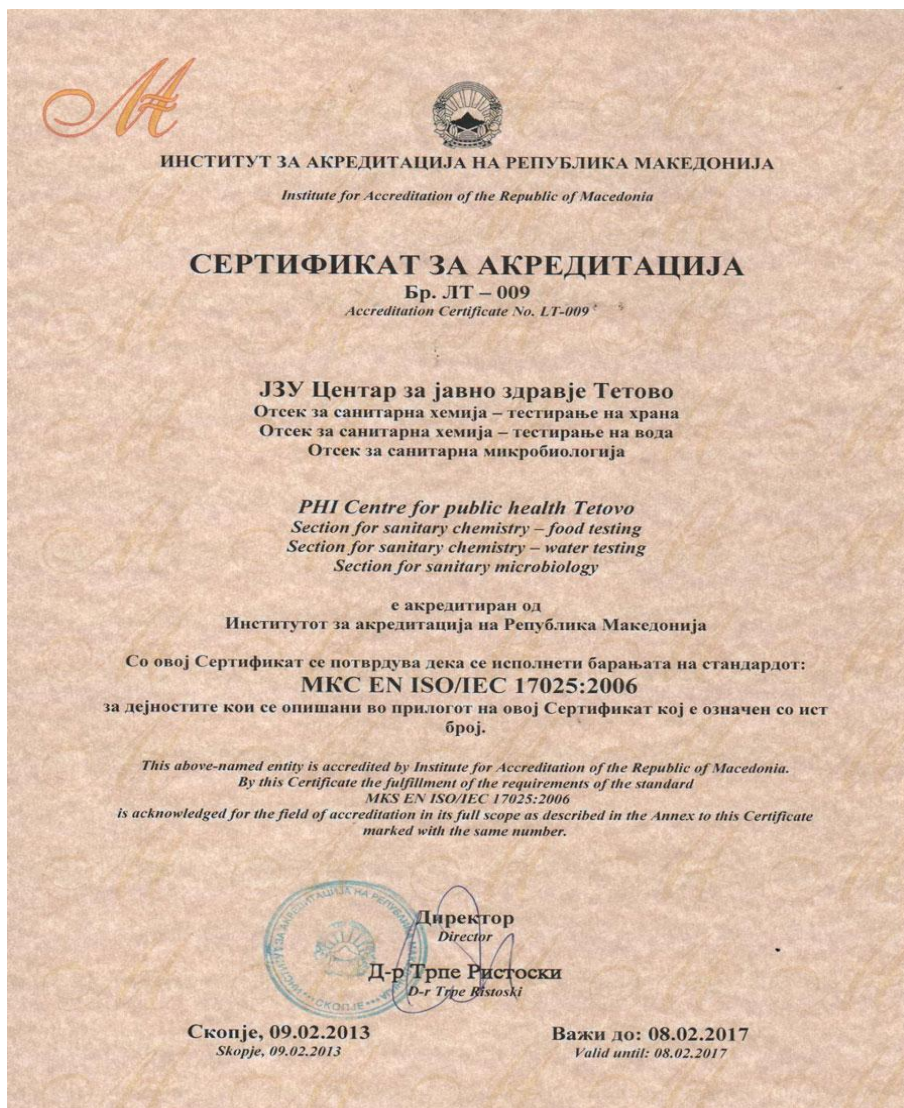 ИНСТИТУТ ЗА АКРЕДИТАЦИЈА НА РЕПУБЛИКА МАКЕДОНИЈА
Institute for Accreditation of the Republic of Macedonia
СЕРТИФИКАТ ЗА АКРЕДИТАЦИЈА
Бр. ЛТ – 009
Accreditation Certificate No. LT-009
ЈЗУ Центар за јавно здравје Тетово
Отсек за санитарна хемија – тестирање на храна
Отсек за санитарна хемија – тестирање на вода
Отсек за санитарна микробиологија
PHI Centre for public health Tetovo
Section for sanitary chemistry – food testing
Section for sanitary chemistry – water testing
Section for sanitary microbiology
е акредитиран од
Институтот за акредитација на Република Македонија
Со овој Сертификат се потврдува дека се исполнети барањата на стандардот:
МКС EN ISO/IEC 17025:2006
за дејностите кои се опишани во прилогот на овој Сертификат кој е означен со ист
број.
This above-named entity is accredited by Institute for Accreditation of the Republic of Macedonia.
By this Certificate the fulfillment of the requirements of the standard
MKS EN ISO/IEC 17025:2006
is acknowledged for the field of accreditation in its full scope as described in the Annex to this Certificate
marked with the same number.
Директор
Director
Д-р Трпе Ристоски
D-r Trpe Ristoski
Скопје, 09.02.2013
Skopje, 09.02.2013
Важи до: 08.02.2017
Valid until: 08.02.2017